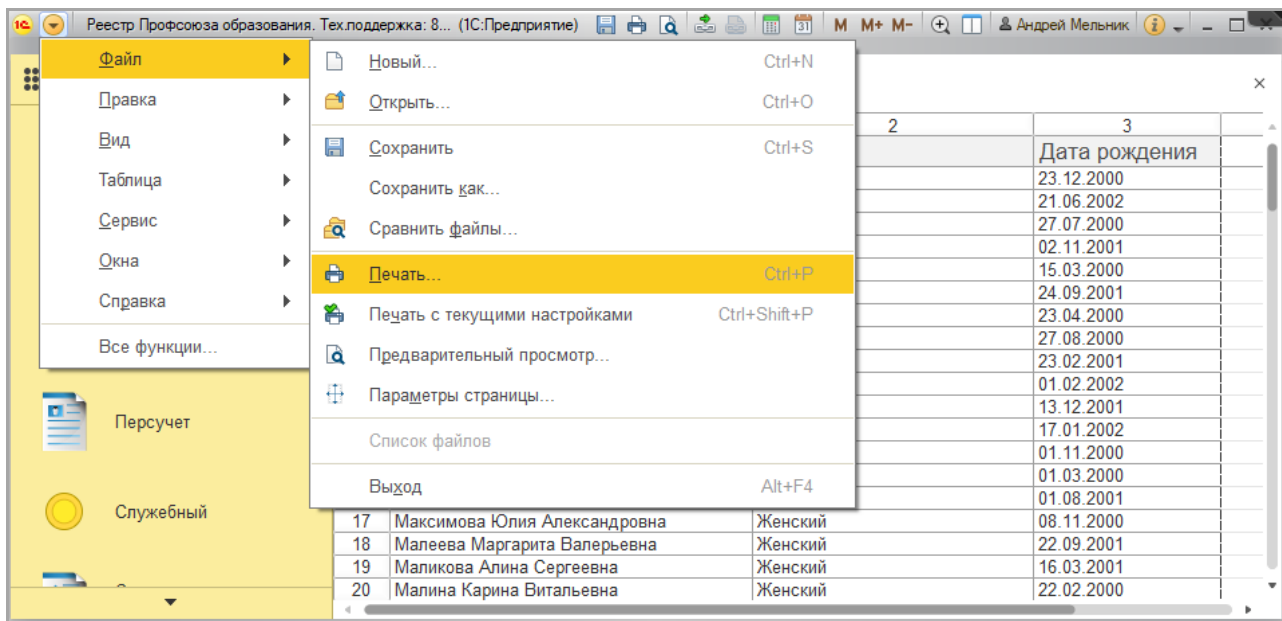 1С Реестр Профсоюза образования. Тех.поддержка: 8... (1С:Предприятие) 31 M M+ M- Андрей Мельник
Файл
Правка
Вид
Таблица
Сервис
Окна
Справка
Все функции...
Новый... Ctrl+N
Открыть... Ctrl+O
Сохранить Ctrl+S
Сохранить как...
Сравнить файлы...
Печать... Ctrl+P
Печать с текущими настройками Ctrl+Shift+P
Предварительный просмотр...
Параметры страницы...
Список файлов
Выход Alt+F4
Персучет
Служебный
2 3
Дата рождения
23.12.2000
21.06.2002
27.07.2000
02.11.2001
15.03.2000
24.09.2001
23.04.2000
27.08.2000
23.02.2001
01.02.2002
13.12.2001
17.01.2002
01.11.2000
01.03.2000
01.08.2001
17 Максимова Юлия Александровна Женский 08.11.2000
18 Малеева Маргарита Валерьевна Женский 22.09.2001
19 Маликова Алина Сергеевна Женский 16.03.2001
20 Малина Карина Витальевна Женский 22.02.2000